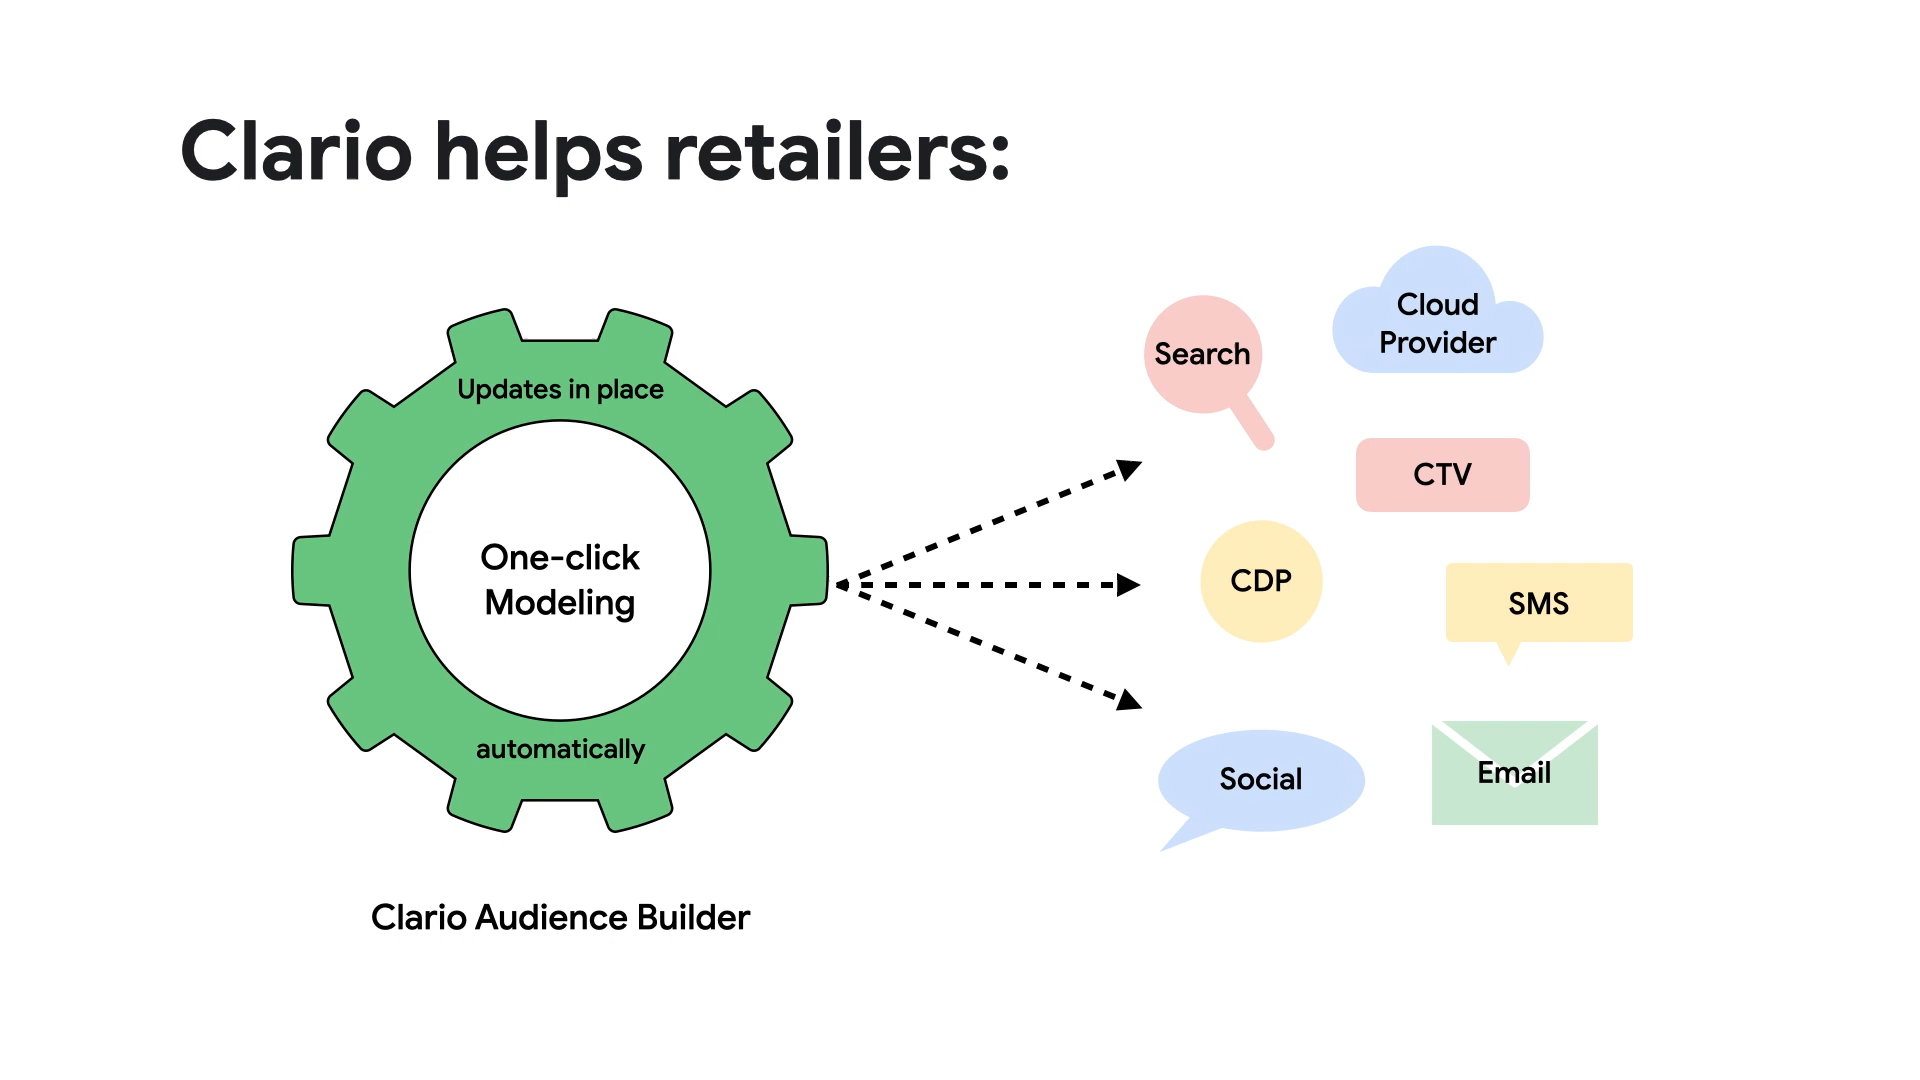 Clario helps retailers:
Updates in place
One-click
Modeling
automatically
Clario Audience Builder
Search
Cloud
Provider
CTV
CDP
SMS
Social
Email